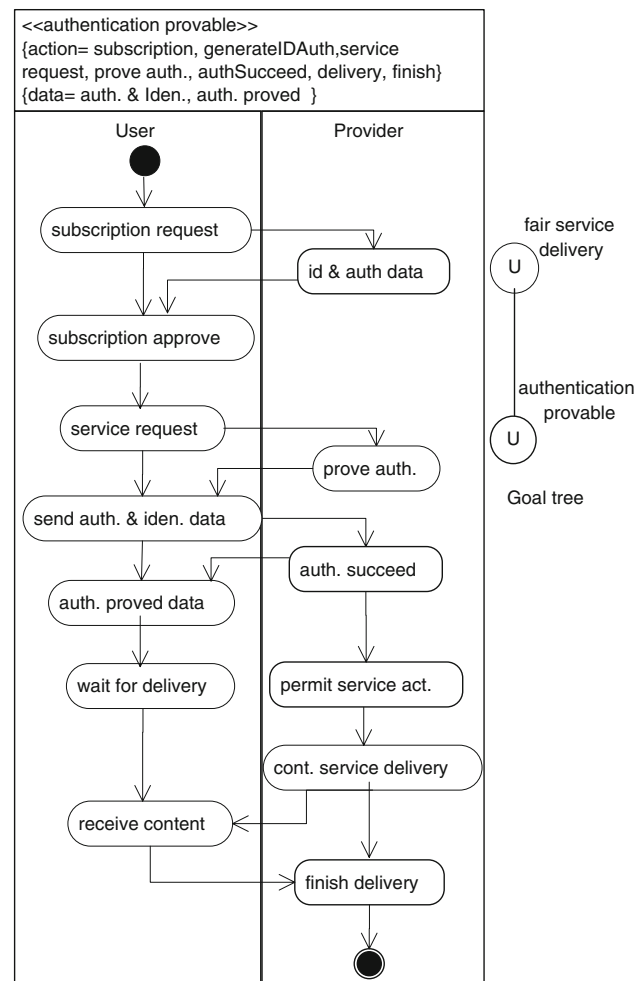 <<authentication provable>>
{action= subscription, generateIDAuth,service
request, prove auth., authSucceed, delivery, finish}
{data= auth. & Iden., auth. proved }
User
Provider
subscription request
id & auth data
subscription approve
service request
prove auth.
send auth. & iden. data
auth. succeed
auth. proved data
wait for delivery
permit service act.
cont. service delivery
receive content
finish delivery
fair service
delivery
U
authentication
provable
U
Goal tree